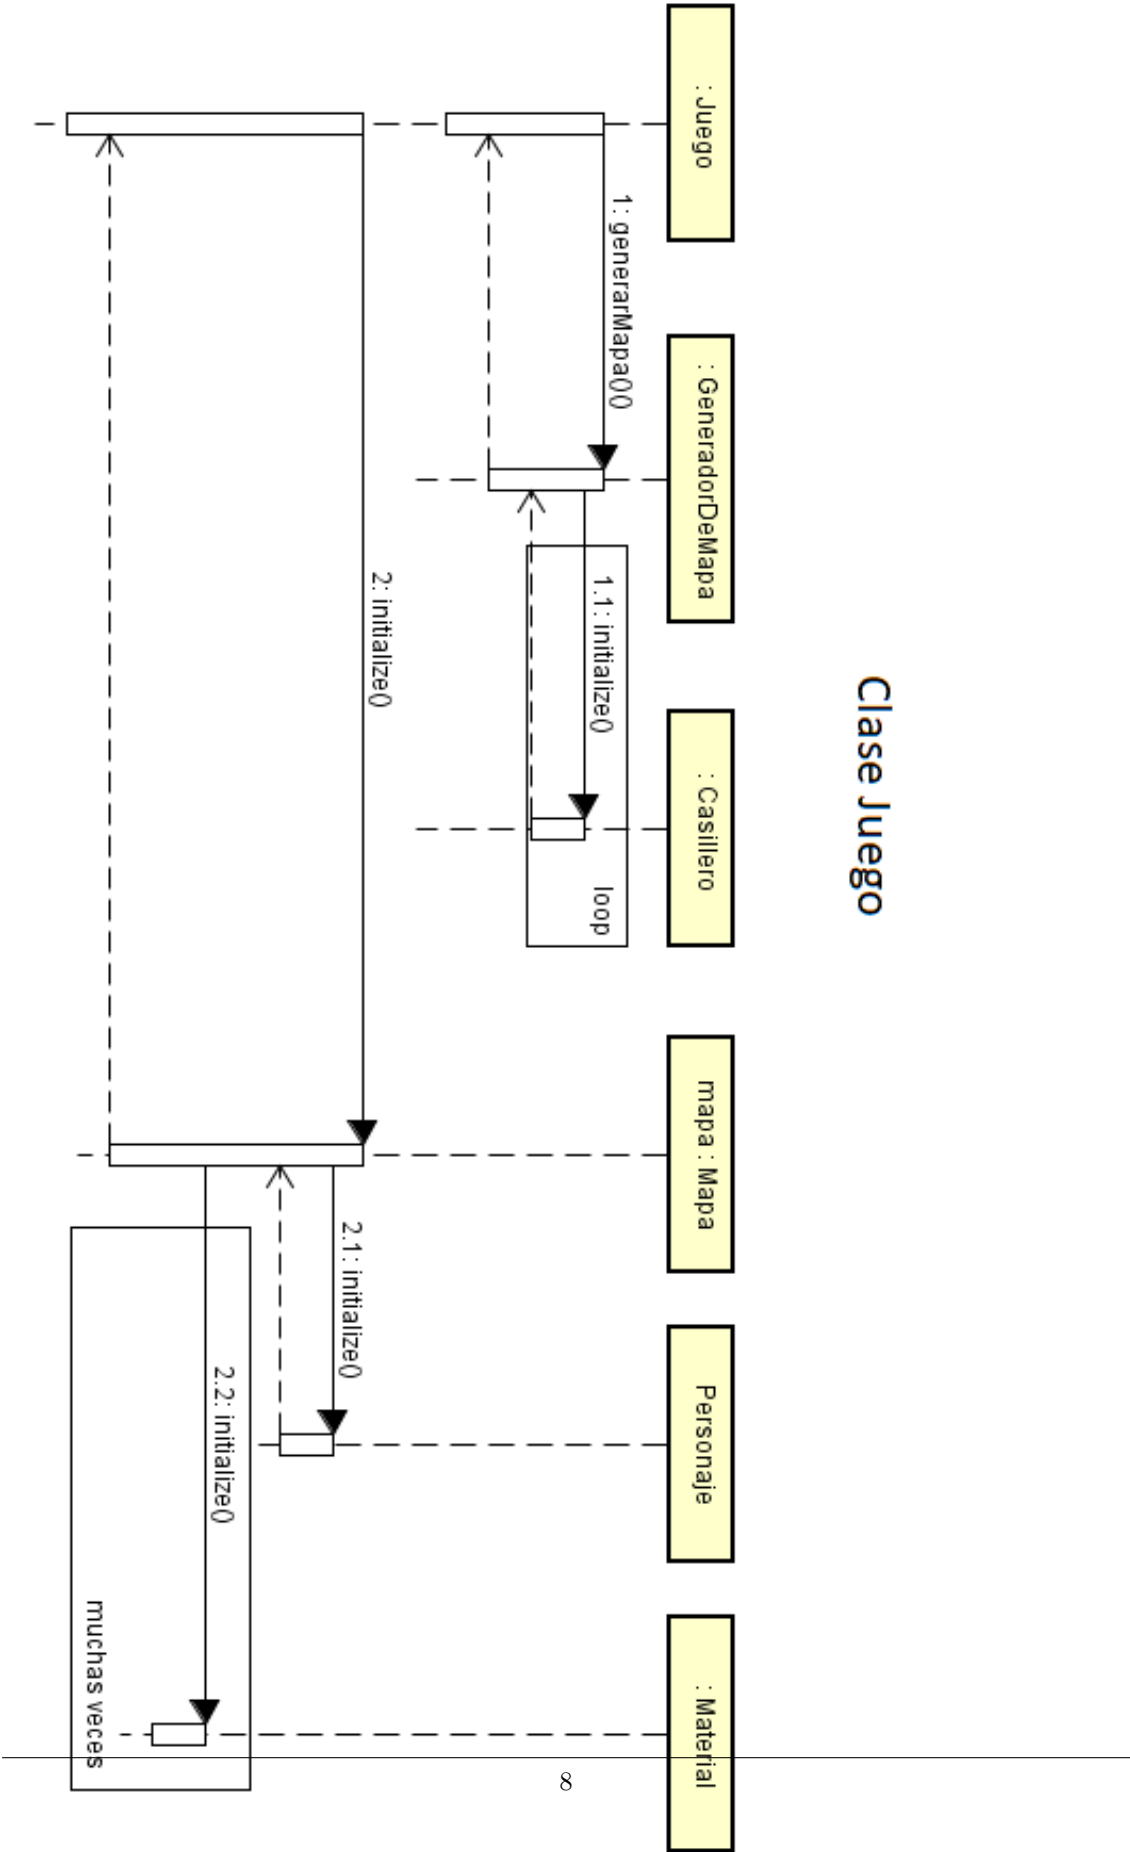 Clase Juego
: Juego
: GeneradorDeMapa
: Casillero
mapa : Mapa
Personaje
: Material
1: generarMapa()()
1.1: initialize()
loop
2: initialize()
2.1: initialize()
2.2: initialize()
muchas veces
8